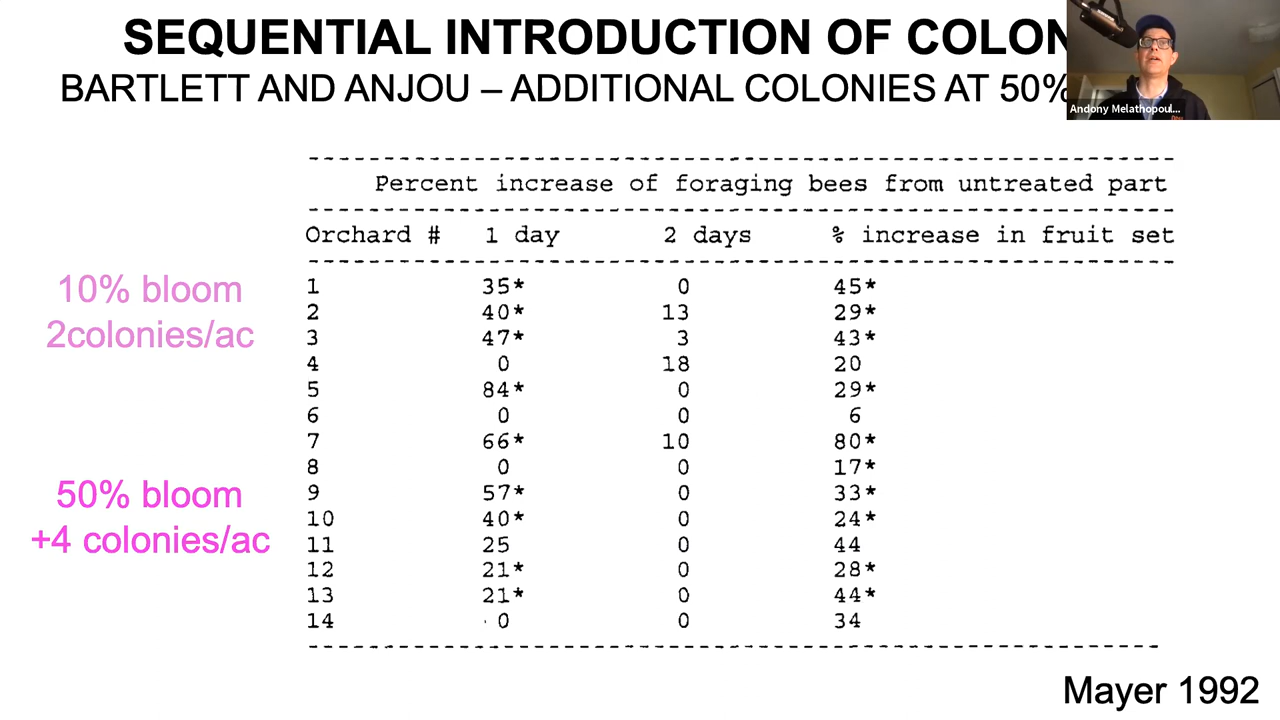 SEQUENTIAL INTRODUCTION OF COLON
BARTLETT AND ANJOU – ADDITIONAL COLONIES AT 50%
Andony Melathopoul...
Percent increase of foraging bees from untreated part
Orchard # 1 day 2 days % increase in fruit set
1 35* 0 45*
2 40* 13 29*
3 47* 3 43*
4 0 18 20
5 84* 0 29*
6 0 0 6
7 66* 10 80*
8 0 0 17*
9 57* 0 33*
10 40* 0 24*
11 25 0 44
12 21* 0 28*
13 21* 0 44*
14 0 0 34
10% bloom
2colonies/ac
50% bloom
+4 colonies/ac
Mayer 1992